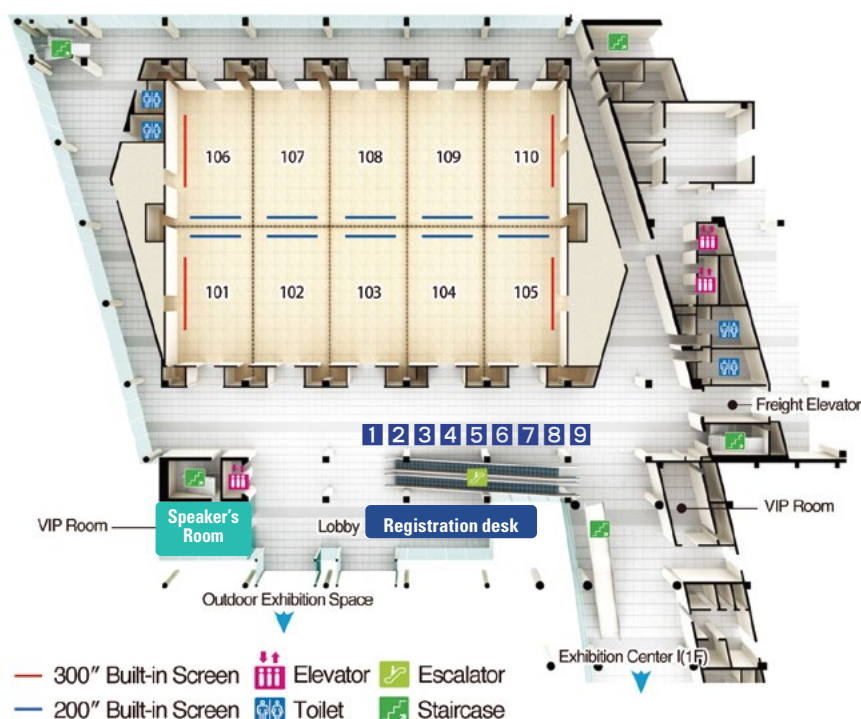 106 107 108 109 110
101 102 103 104 105
Freight Elevator
1 2 3 4 5 6 7 8 9
VIP Room
Speaker's
Room
Lobby
Registration desk
VIP Room
Outdoor Exhibition Space
Exhibition Center I(1F)
300" Built-in Screen
Elevator
Escalator
200" Built-in Screen
Toilet
Staircase